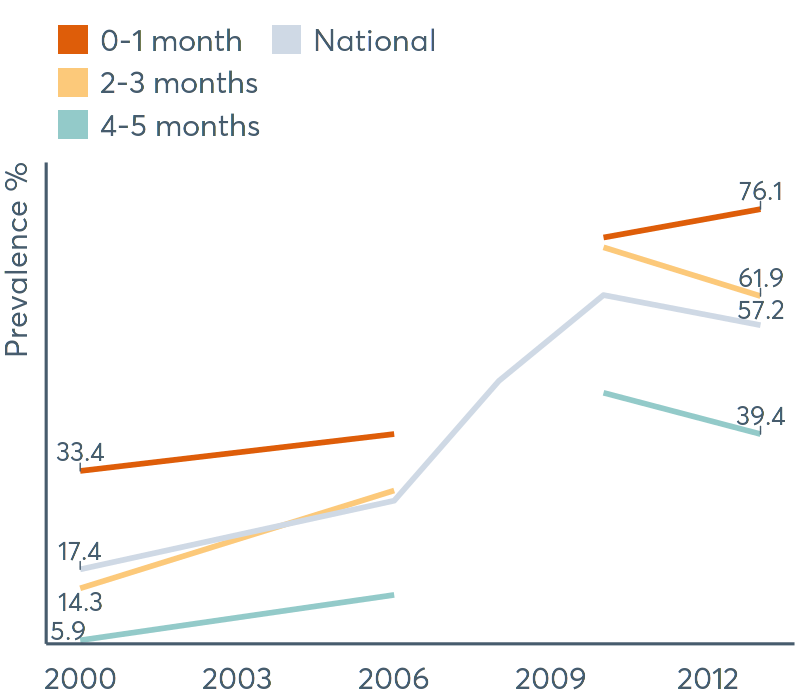 0-1 month National
2-3 months
4-5 months
Prevalence %
76.1
61.9
57.2
39.4
33.4
17.4
14.3
5.9
2000 2003 2006 2009 2012